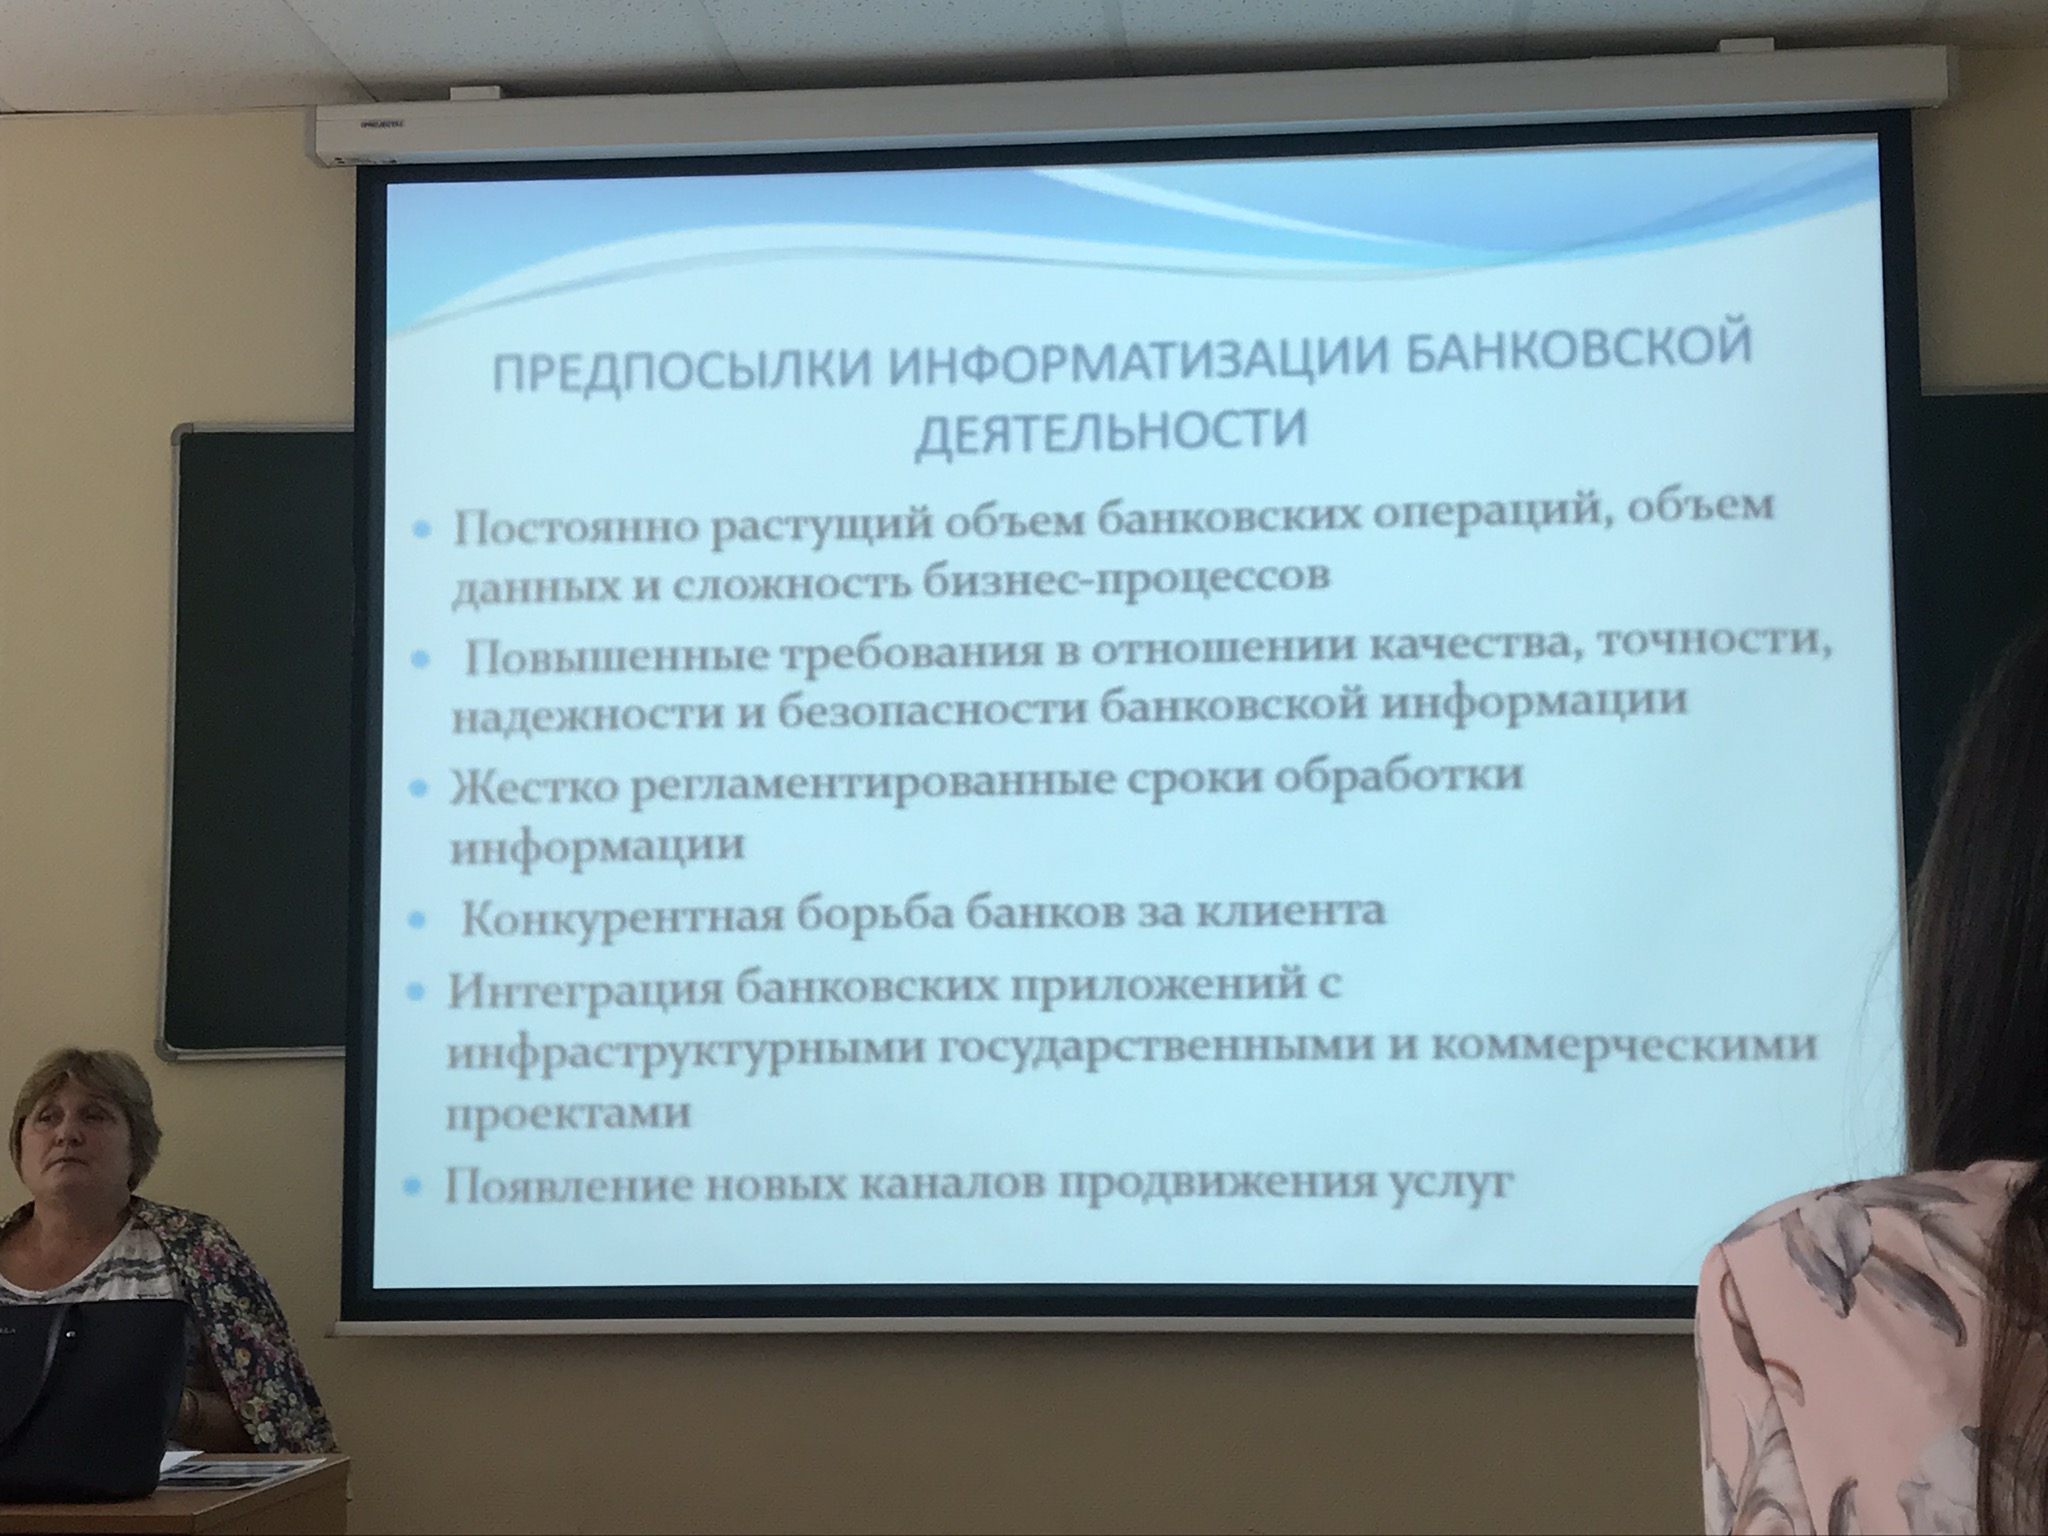 ПРЕДПОСЫЛКИ ИНФОРМАТИЗАЦИИ БАНКОВСКОЙ
ДЕЯТЕЛЬНОСТИ
• Постоянно растущий объем банковских операций, объем
данных и сложность бизнес-процессов
• Повышенные требования в отношении качества, точности,
надежности и безопасности банковской информации
• Жестко регламентированные сроки обработки
информации
• Конкурентная борьба банков за клиента
• Интеграция банковских приложений с
инфраструктурными государственными и коммерческими
проектами
• Появление новых каналов продвижения услуг